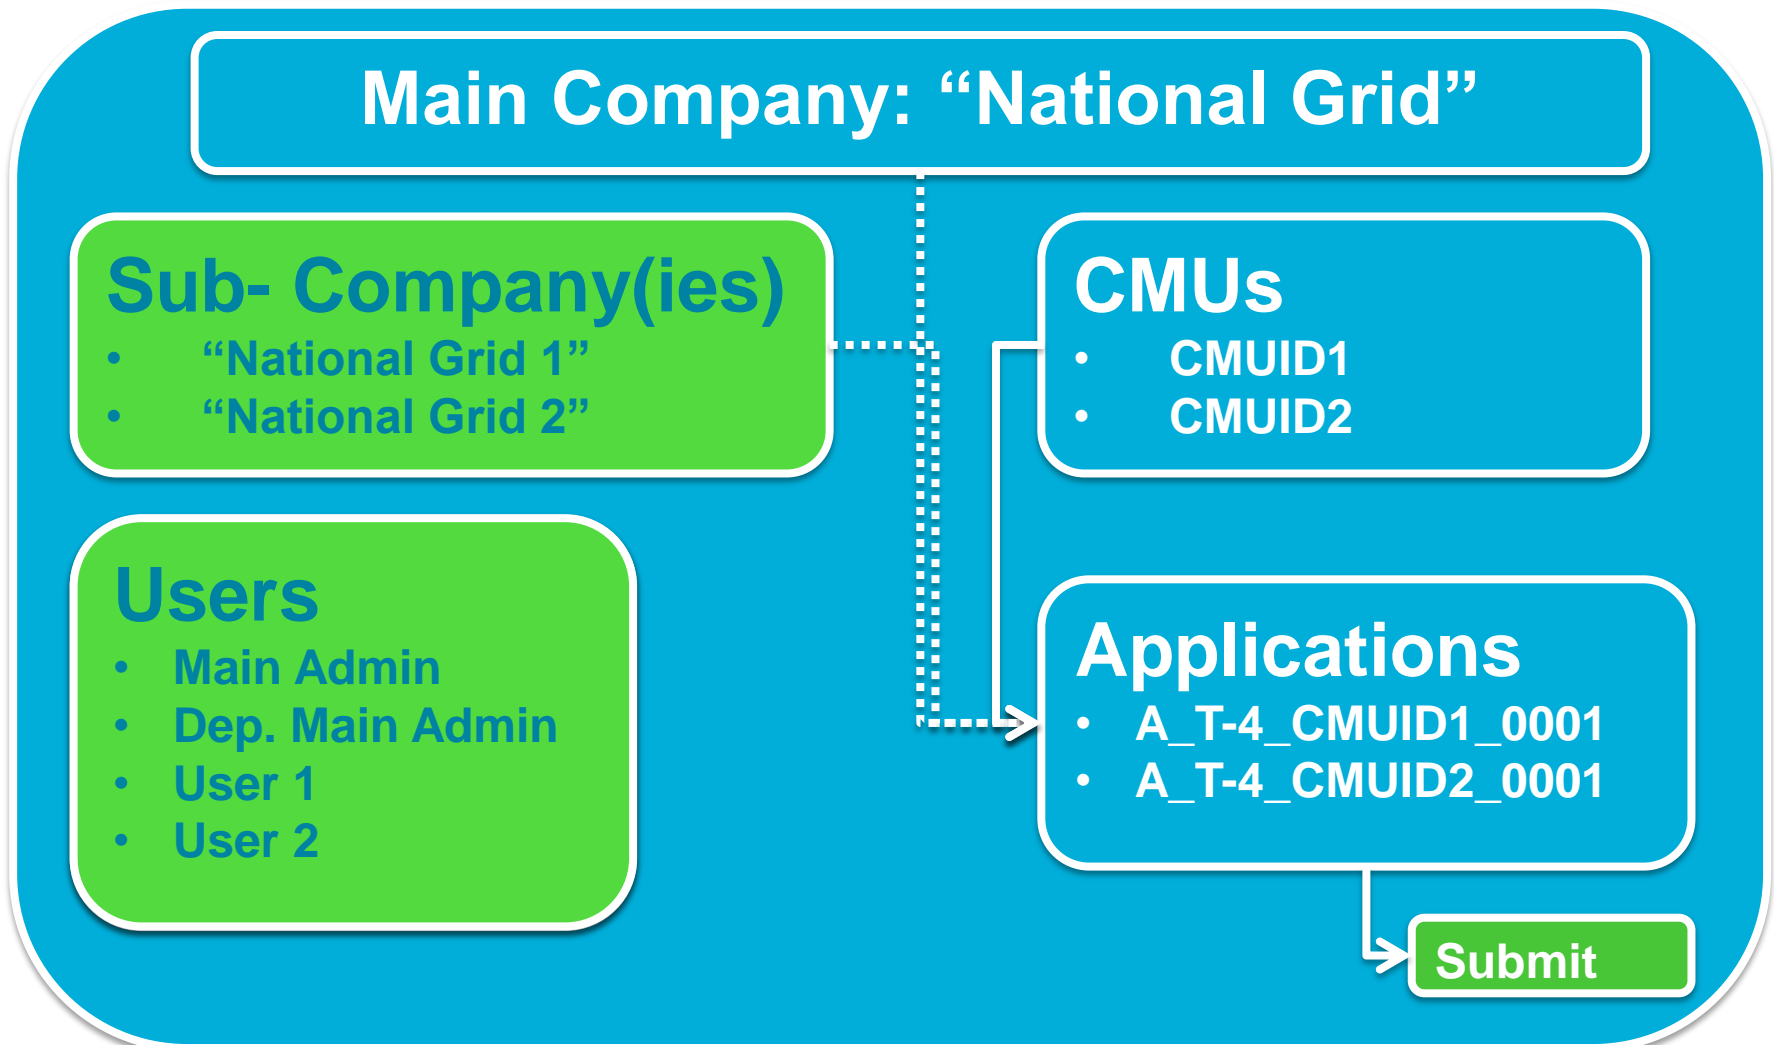 Main Company: “National Grid”
Sub- Company(ies)
• “National Grid 1”
• “National Grid 2”
CMUs
• CMUID1
• CMUID2
Users
• Main Admin
• Dep. Main Admin
• User 1
• User 2
Applications
• A_T-4_CMUID1_0001
• A_T-4_CMUID2_0001
Submit